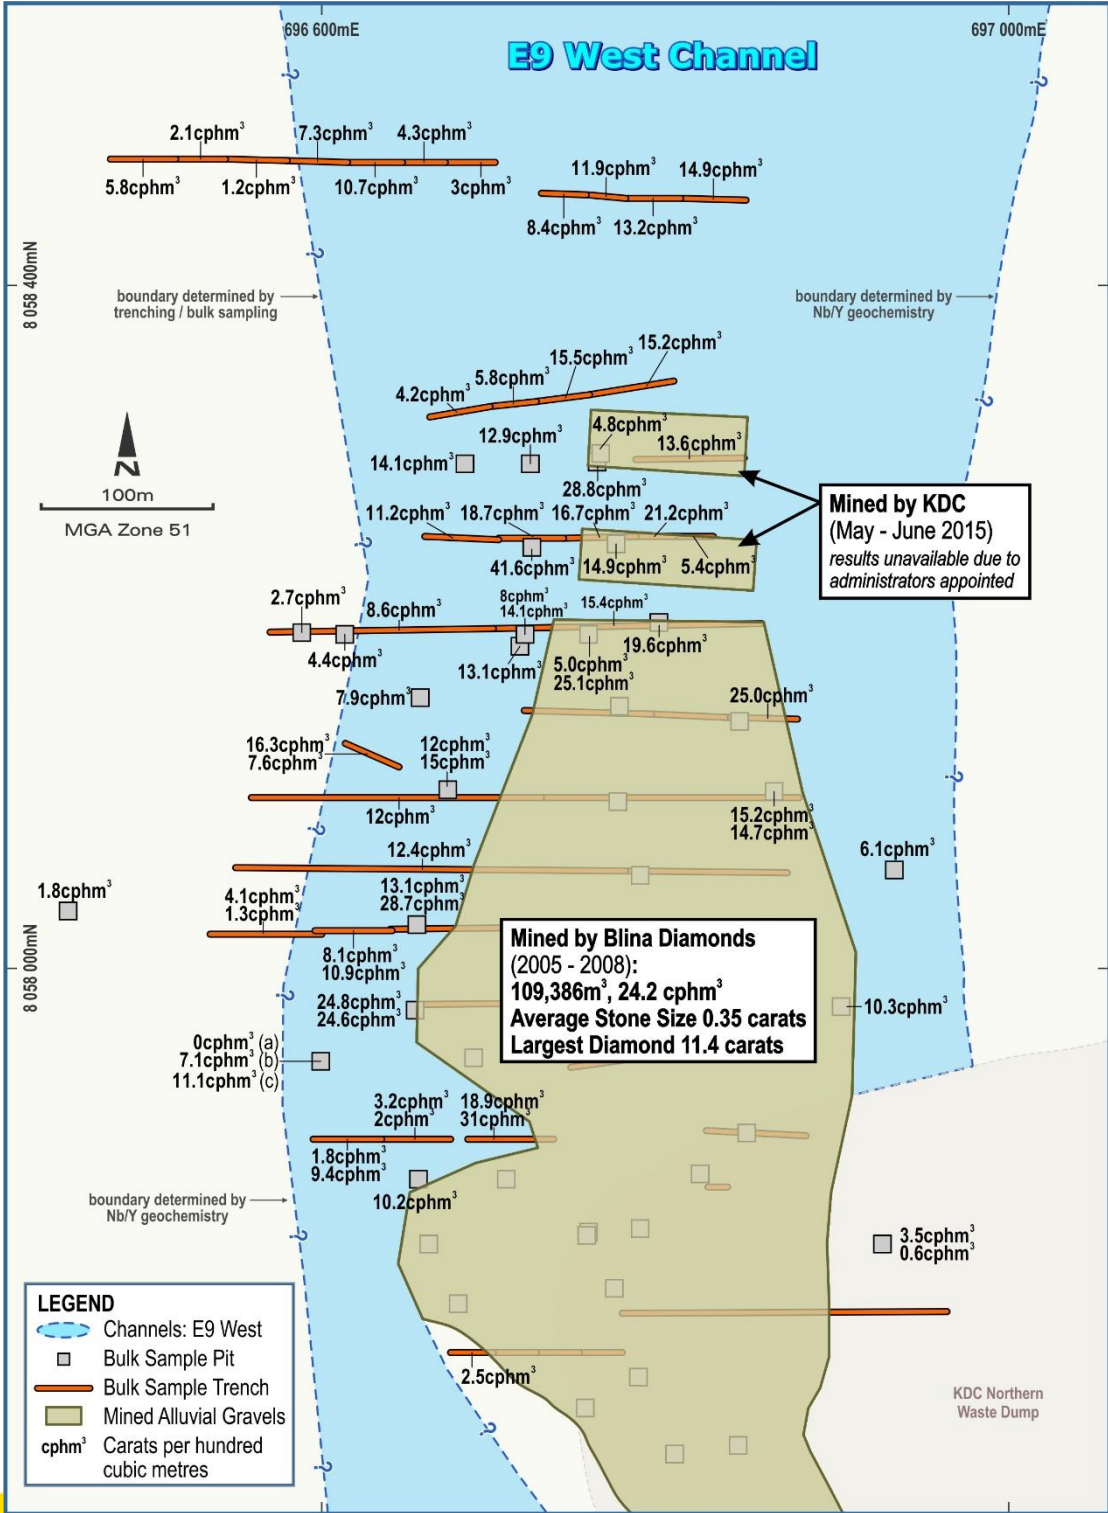 696 600mE
697 000mE
E9 West Channel
2.1cphm³
7.3cphm³
4.3cphm³
5.8cphm³
1.2cphm³
10.7cphm³
3cphm³
11.9cphm³
14.9cphm³
8.4cphm³
13.2cphm³
8 058 400mN
boundary determined by
trenching / bulk sampling
boundary determined by
Nb/Y geochemistry
15.2cphm³
15.5cphm³
5.8cphm³
4.2cphm³
N
100m
MGA Zone 51
12.9cphm³
14.1cphm³
4.8cphm³
13.6cphm³
28.8cphm³
Mined by KDC
(May - June 2015)
results unavailable due to
administrators appointed
11.2cphm³
18.7cphm³
16.7cphm³
21.2cphm³
41.6cphm³
14.9cphm³
5.4cphm³
2.7cphm³
8.6cphm³
8cphm³
14.1cphm³
15.4cphm³
4.4cphm³
13.1cphm³
5.0cphm³
25.1cphm³
19.6cphm³
7.9cphm³
25.0cphm³
16.3cphm³
7.6cphm³
12cphm³
15cphm³
12cphm³
15.2cphm³
14.7cphm³
12.4cphm³
6.1cphm³
1.8cphm³
4.1cphm³
1.3cphm³
13.1cphm³
28.7cphm³
8.1cphm³
10.9cphm³
8 058 000mN
Mined by Blina Diamonds
(2005 - 2008):
109,386m³, 24.2 cphm³
Average Stone Size 0.35 carats
Largest Diamond 11.4 carats
24.8cphm³
24.6cphm³
10.3cphm³
0cphm³ (a)
7.1cphm³ (b)
11.1cphm³ (c)
3.2cphm³
2cphm³
18.9cphm³
31cphm³
1.8cphm³
9.4cphm³
10.2cphm³
boundary determined by
Nb/Y geochemistry
3.5cphm³
0.6cphm³
2.5cphm³
KDC Northern
Waste Dump
LEGEND
Channels: E9 West
Bulk Sample Pit
Bulk Sample Trench
Mined Alluvial Gravels
cphm³ Carats per hundred
cubic metres
?
?
?
?
?
?
?
?
?
?
?
?